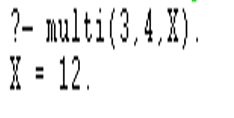 ?- multi(3,4,X).
X = 12.